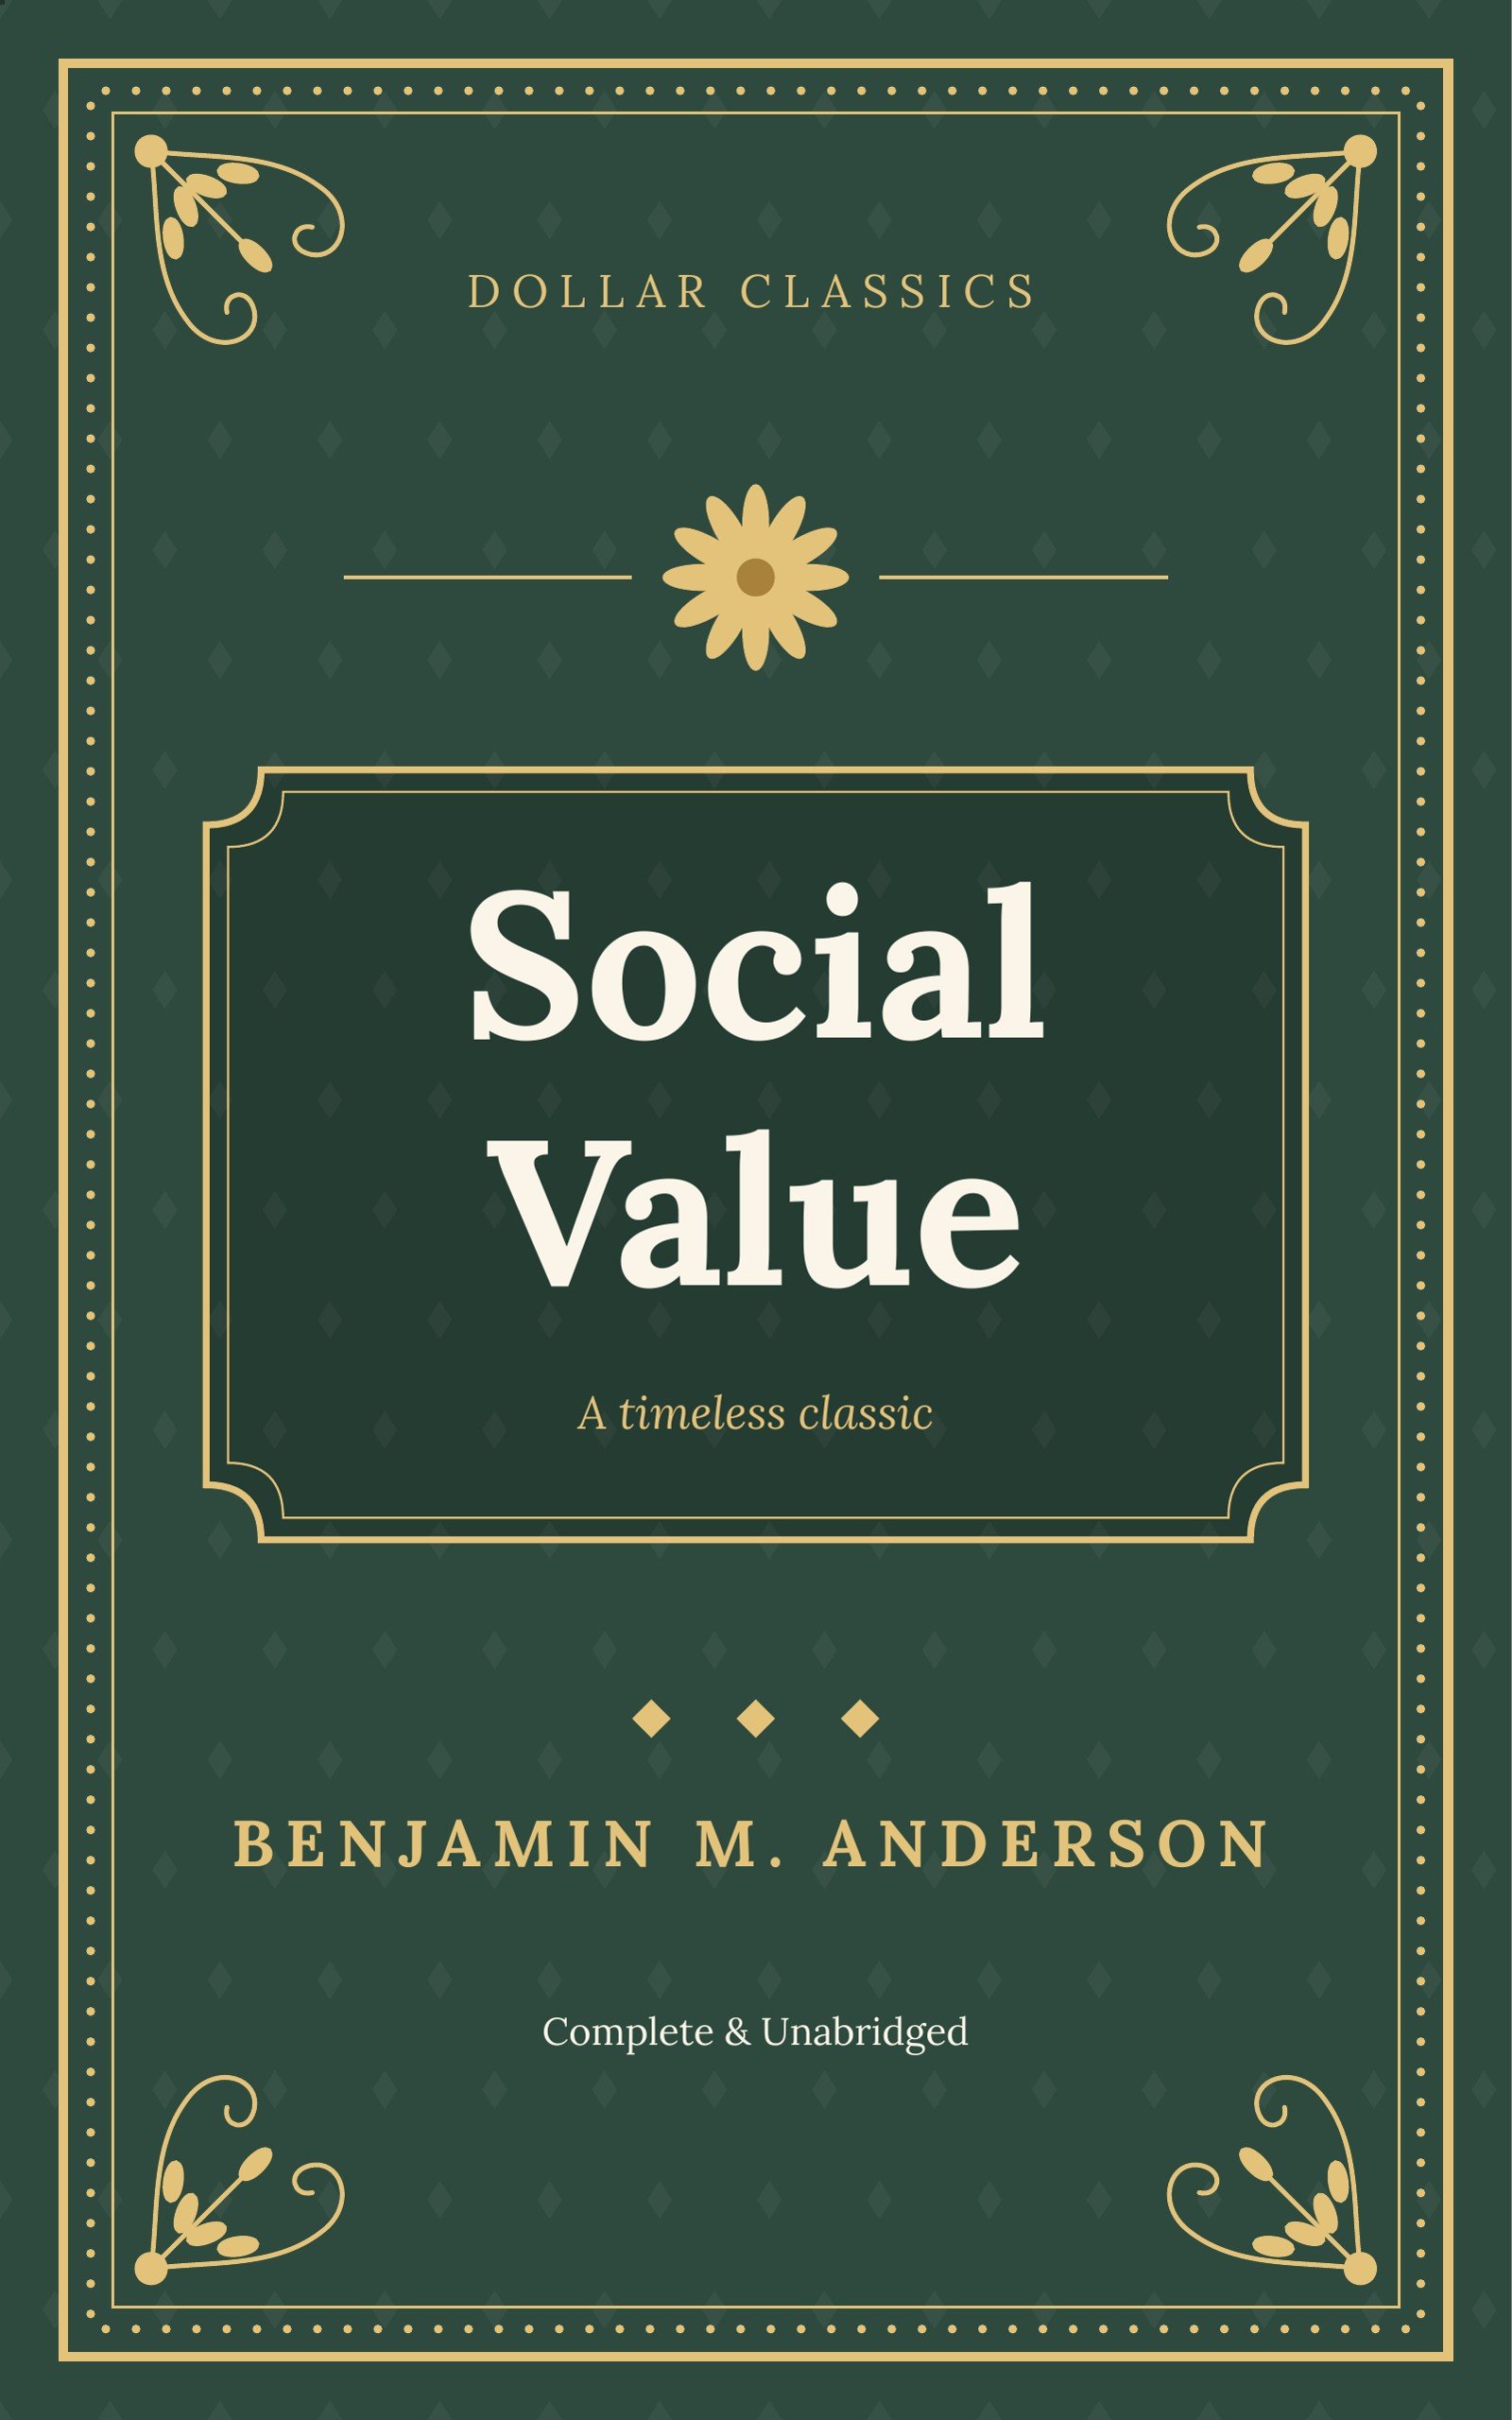 DOLLAR CLASSICS
Social
Value
A timeless classic
BENJAMIN M. ANDERSON
Complete & Unabridged